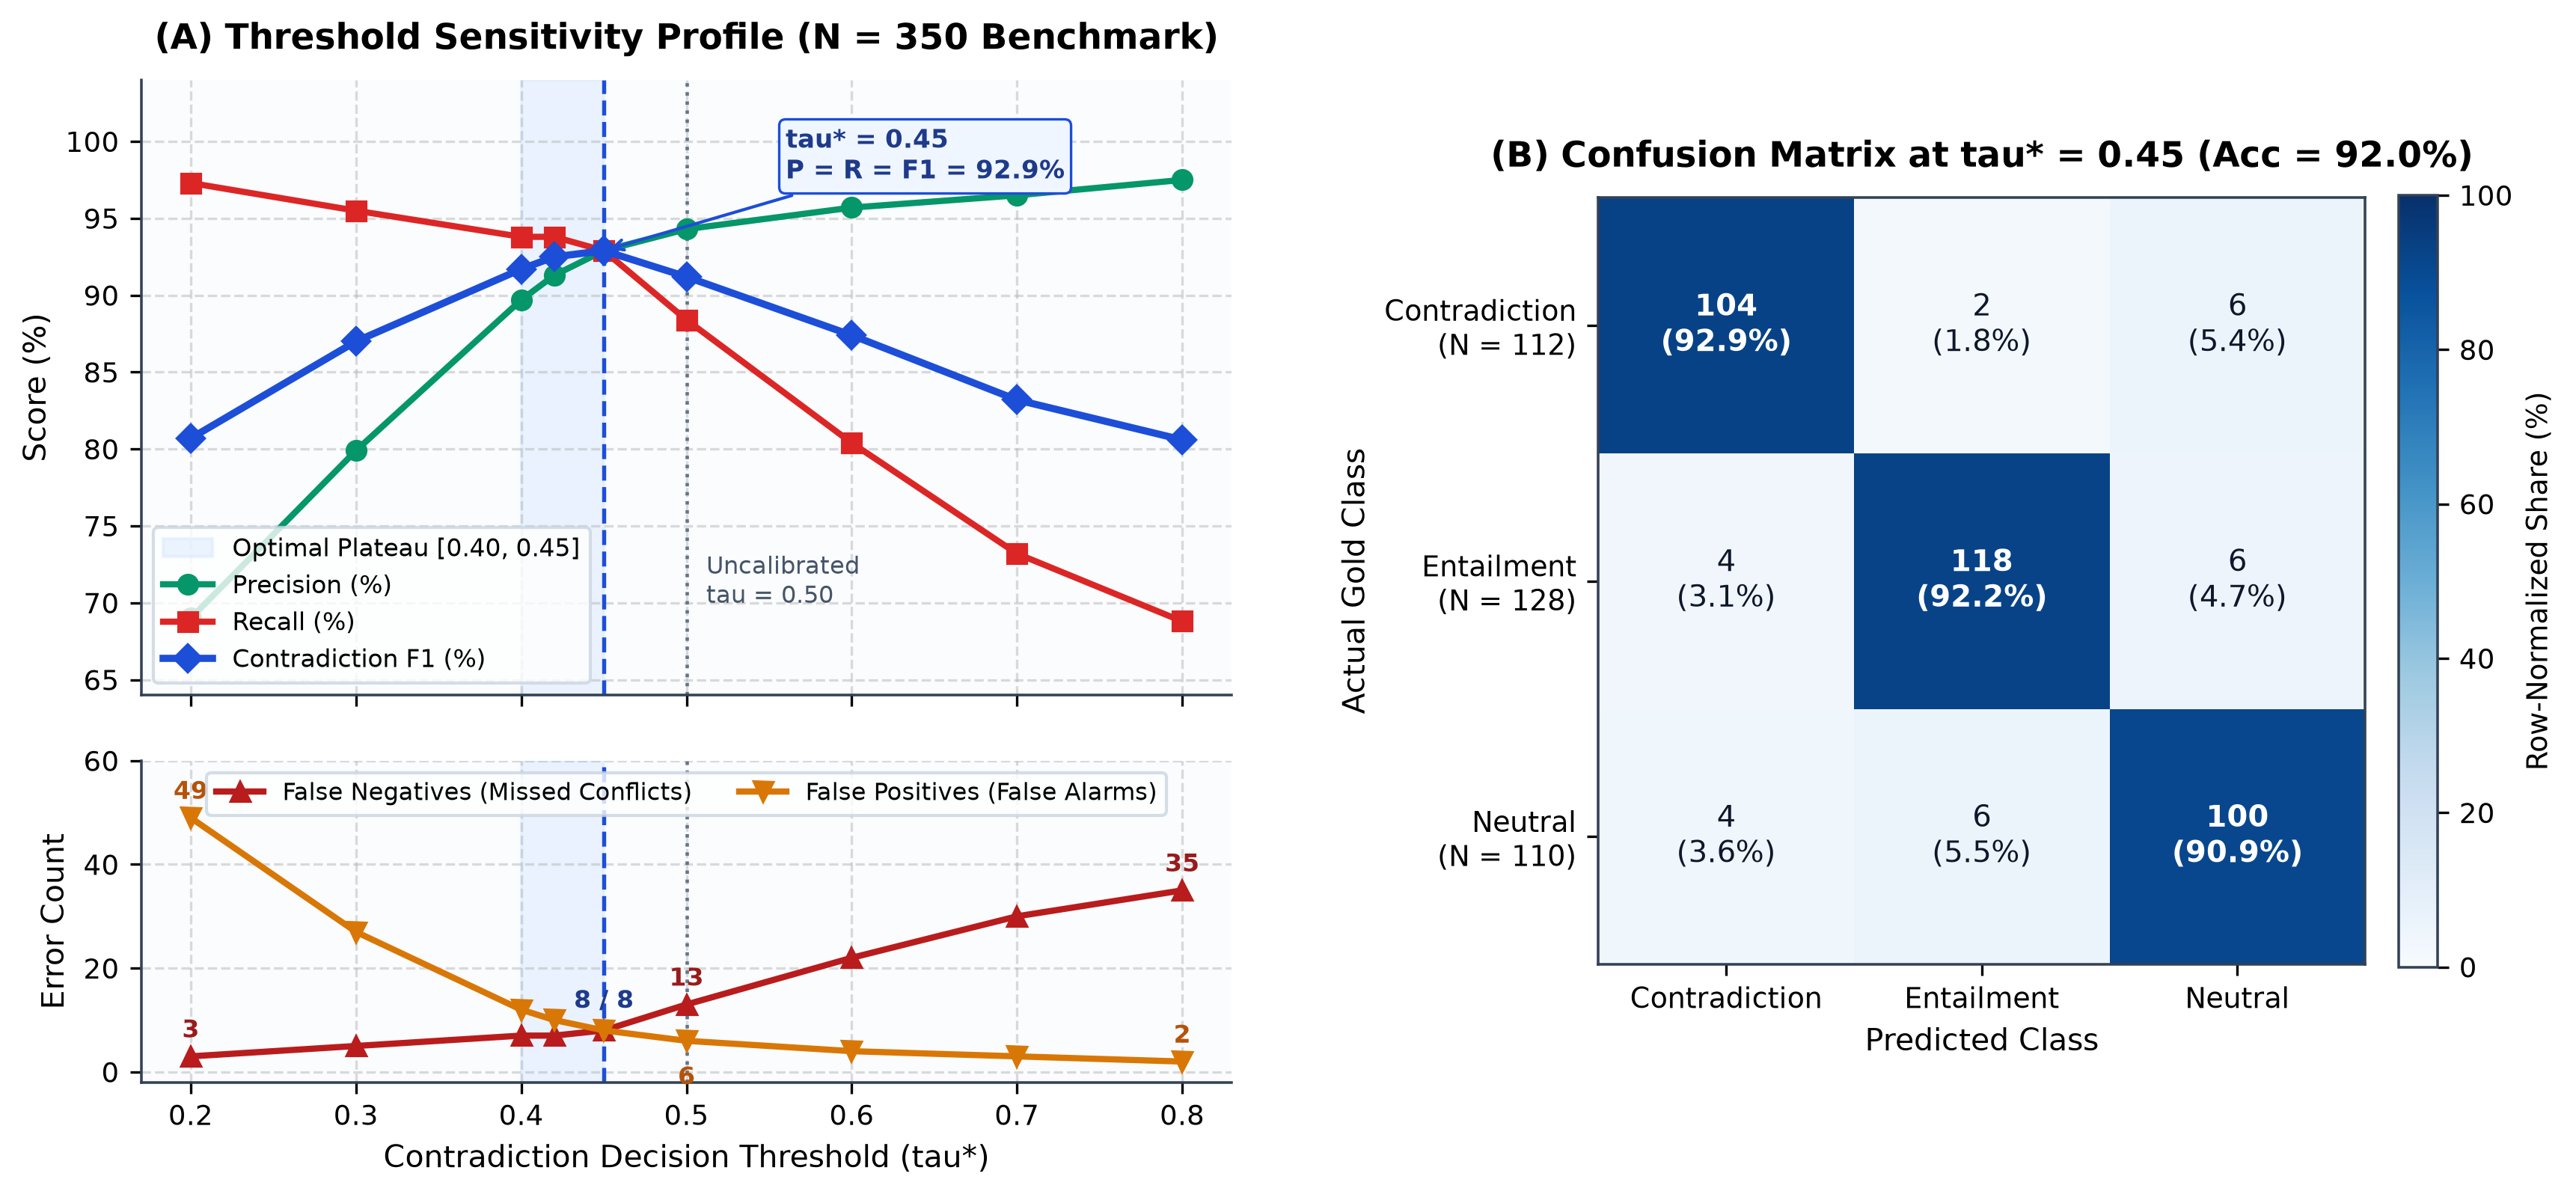 (A) Threshold Sensitivity Profile (N = 350 Benchmark)
Score (%)
100
95
90
85
80
75
70
65
tau* = 0.45
P = R = F1 = 92.9%
Uncalibrated
tau = 0.50
Optimal Plateau [0.40, 0.45]
Precision (%)
Recall (%)
Contradiction F1 (%)
Error Count
60
40
20
0
False Negatives (Missed Conflicts)
False Positives (False Alarms)
49
3
8 / 8
13
6
35
2
0.2
0.3
0.4
0.5
0.6
0.7
0.8
Contradiction Decision Threshold (tau*)
(B) Confusion Matrix at tau* = 0.45 (Acc = 92.0%)
Actual Gold Class
Contradiction
(N = 112)
104
(92.9%)
2
(1.8%)
6
(5.4%)
Entailment
(N = 128)
4
(3.1%)
118
(92.2%)
6
(4.7%)
Neutral
(N = 110)
4
(3.6%)
6
(5.5%)
100
(90.9%)
Contradiction
Entailment
Neutral
Predicted Class
100
80
60
40
20
0
Row-Normalized Share (%)